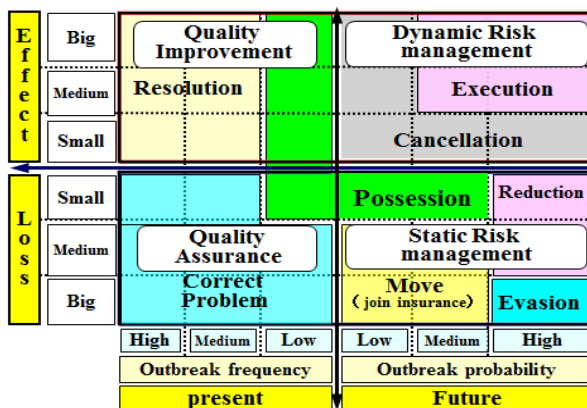 Effect
Big
Medium
Small
Quality
Improvement
Dynamic Risk
management
Resolution
Execution
Cancellation
Loss
Small
Medium
Big
Possession
Reduction
Quality
Assurance
Static Risk
management
Correct
Problem
Move
( join insurance)
Evasion
High
Medium
Low
Low
Medium
High
Outbreak frequency
Outbreak probability
present
Future